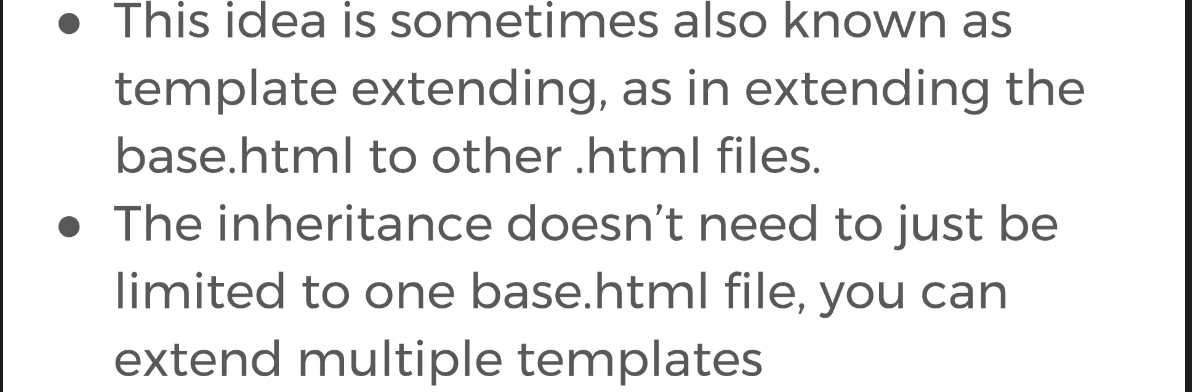 ● This idea is sometimes also known as
template extending, as in extending the
base.html to other .html files.
● The inheritance doesn’t need to just be
limited to one base.html file, you can
extend multiple templates